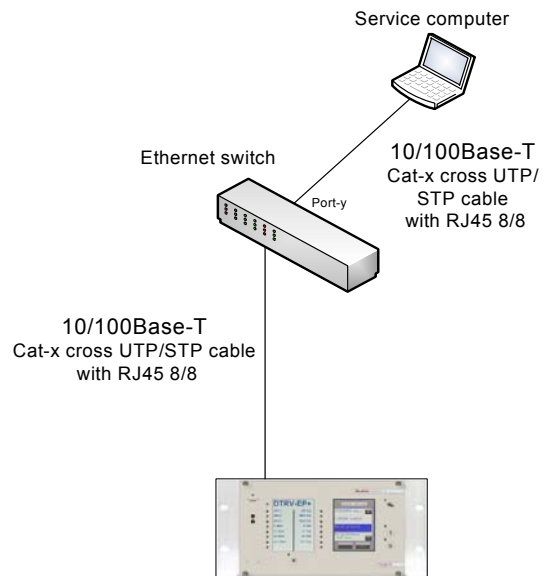 Service computer
Ethernet switch
Port-y
10/100Base-T
Cat-x cross UTP/
STP cable
with RJ45 8/8
10/100Base-T
Cat-x cross UTP/STP cable
with RJ45 8/8
DTRV-EP+